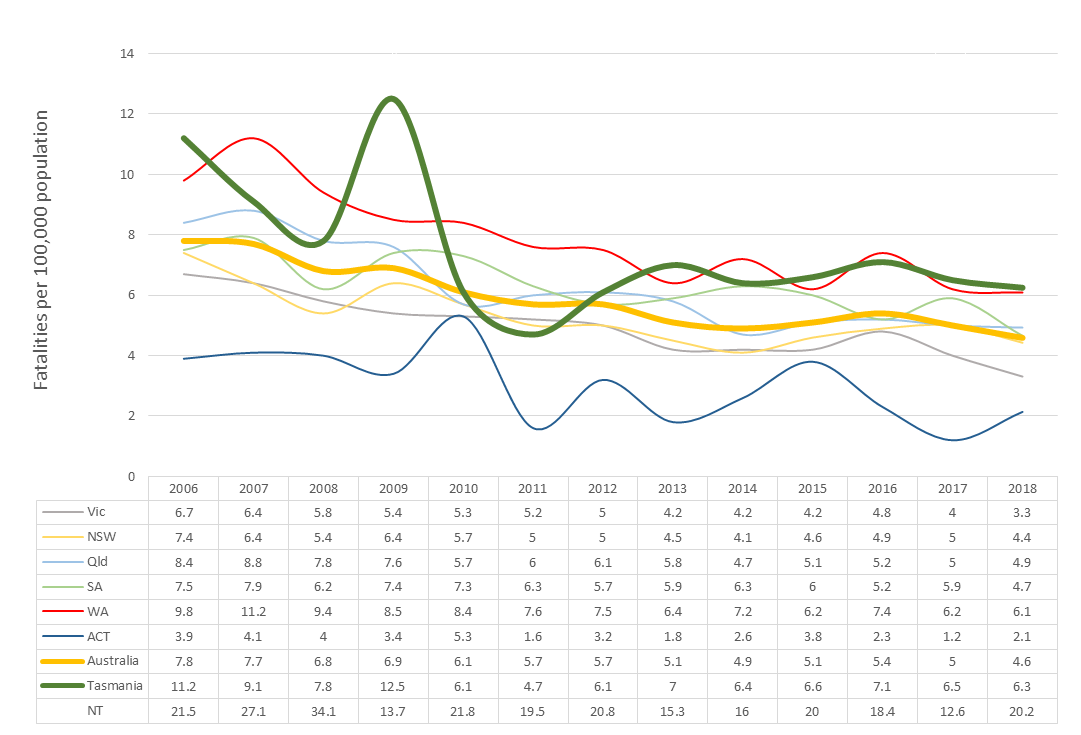 Fatalities per 100,000 population
14
12
10
8
6
4
2
0
2006 2007 2008 2009 2010 2011 2012 2013 2014 2015 2016 2017 2018
Vic 6.7 6.4 5.8 5.4 5.3 5.2 5 4.2 4.2 4.2 4.8 4 3.3
NSW 7.4 6.4 5.4 6.4 5.7 5 5 4.5 4.1 4.6 4.9 5 4.4
Qld 8.4 8.8 7.8 7.6 5.7 6 6.1 5.8 4.7 5.1 5.2 5 4.9
SA 7.5 7.9 6.2 7.4 7.3 6.3 5.7 5.9 6.3 6 5.2 5.9 4.7
WA 9.8 11.2 9.4 8.5 8.4 7.6 7.5 6.4 7.2 6.2 7.4 6.2 6.1
ACT 3.9 4.1 4 3.4 5.3 1.6 3.2 1.8 2.6 3.8 2.3 1.2 2.1
Australia 7.8 7.7 6.8 6.9 6.1 5.7 5.7 5.1 4.9 5.1 5.4 5 4.6
Tasmania 11.2 9.1 7.8 12.5 6.1 4.7 6.1 7 6.4 6.6 7.1 6.5 6.3
NT 21.5 27.1 34.1 13.7 21.8 19.5 20.8 15.3 16 20 18.4 12.6 20.2